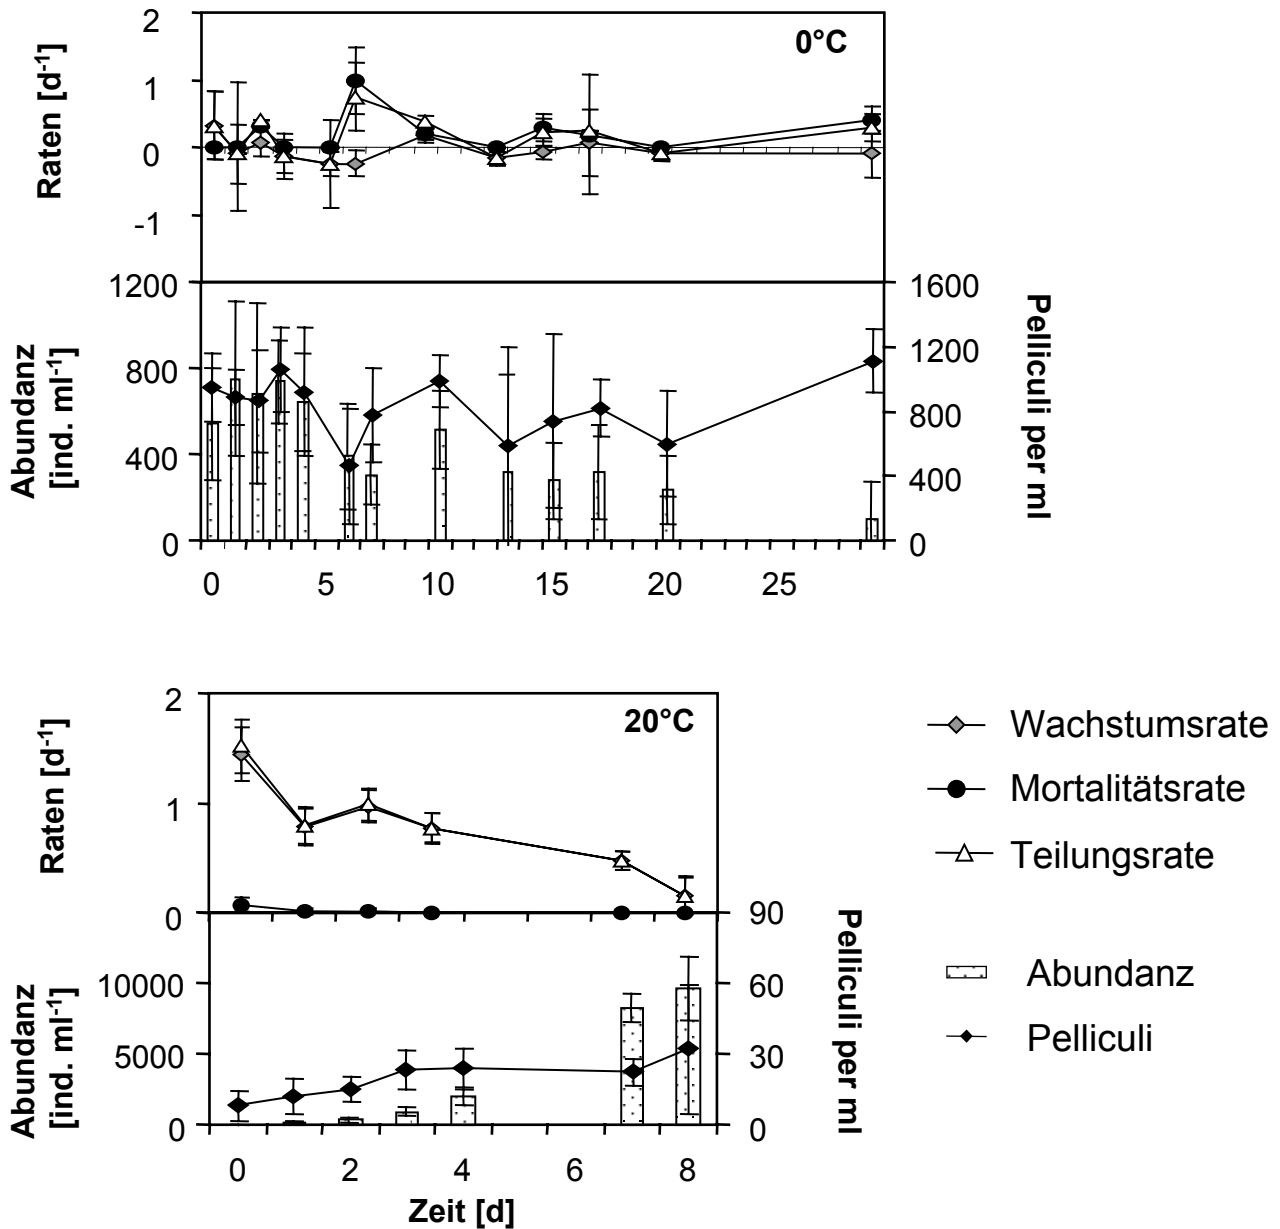 2
1
0
-1
Raten [d-1]
0°C
1200
800
400
0
Abundanz
[ind. ml-1]
1600
1200
800
400
0
Pelliculi per ml
0 5 10 15 20 25
2
1
0
Raten [d-1]
20°C
10000
5000
0
Abundanz
[ind. ml-1]
90
60
30
0
Pelliculi per ml
0 2 4 6 8
Zeit [d]
Wachstumsrate
Mortalitätsrate
Teilungsrate
Abundanz
Pelliculi